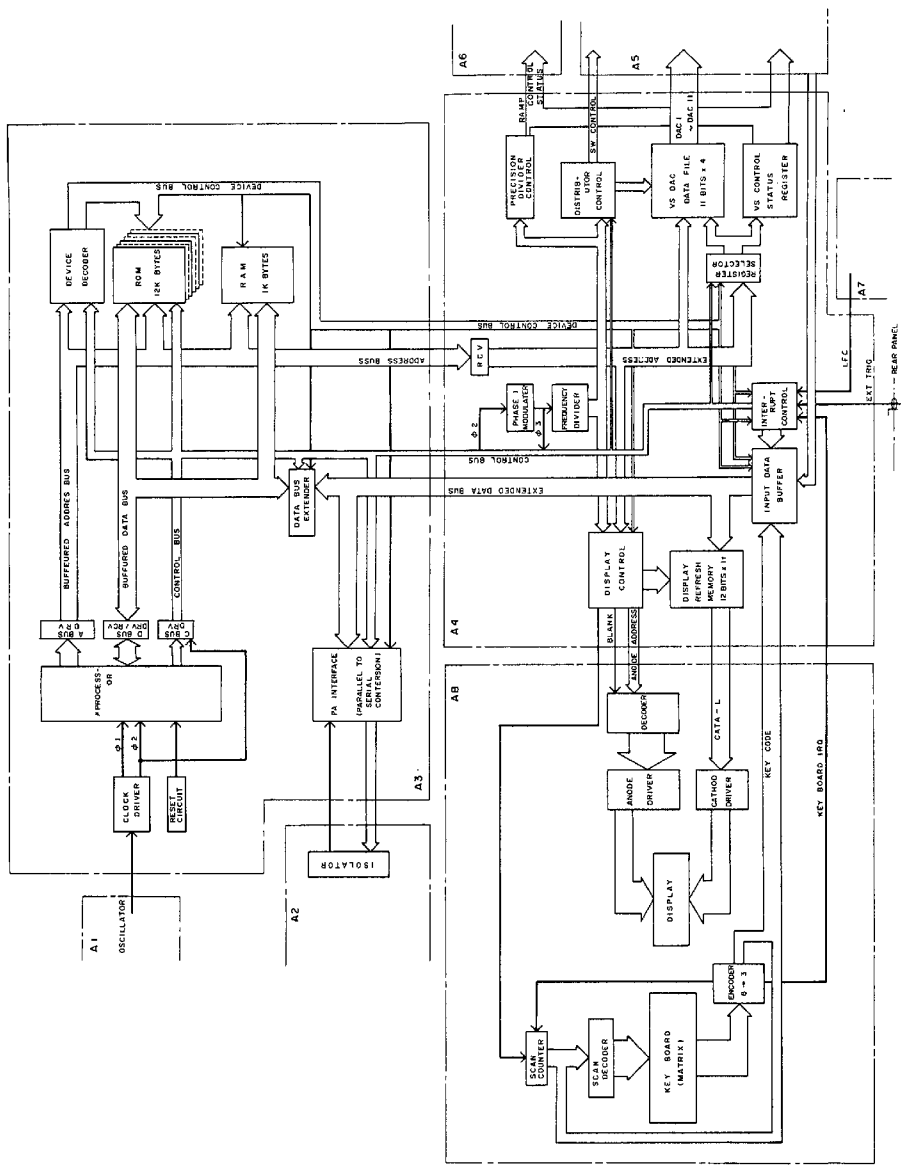 A6
A5
RAMP
CONTROL
STATUS
SW CONTROL
DAC 1
~ DAC 11
PRECISION
DIVIDER
CONTROL
DISTRIB-
UTOR
CONTROL
VS DAC
DATA FILE
11 BITS x 4
VS CONTROL
STATUS
REGISTER
REGISTER
SELECTOR
A7
LFC
EXT TRIG
REAR PANEL
DEVICE CONTROL BUS
DEVICE
DECODER
ROM
12K BYTES
RAM
1K BYTES
DEVICE CONTROL BUS
ADDRESS BUSS
RCV
EXTENDED ADDRESS
PHASE 1
MODULATER
FREQUENCY
DIVIDER
φ2
φ3
CONTROL BUS
INTER-
RUPT
CONTROL
INPUT DATA
BUFFER
BUFFEURED ADDRES BUS
BUFFURED DATA BUS
CONTROL BUS
DATA BUS
EXTENDER
EXTENDED DATA BUS
DISPLAY
CONTROL
DISPLAY
REFRESH
MEMORY
12 BITS x 11
A4
A BUS
DRV
D BUS
DRV/RCV
C BUS
DRV
μPROCESS-
OR
φ1
φ2
CLOCK
DRIVER
RESET
CIRCUIT
PA INTERFACE
(PARALLEL TO
SERIAL
CONTERSION)
A3
BLANK
ANODE ADDRESS
CATA-L
A8
DECODER
ANODE
DRIVER
CATHOD
DRIVER
DISPLAY
KEY CODE
KEY BOARD IRQ
A1
OSCILLATOR
A2
ISOLATOR
ENCODER
8 → 3
SCAN
COUNTER
SCAN
DECODER
KEY BOARD
(MATRIX)